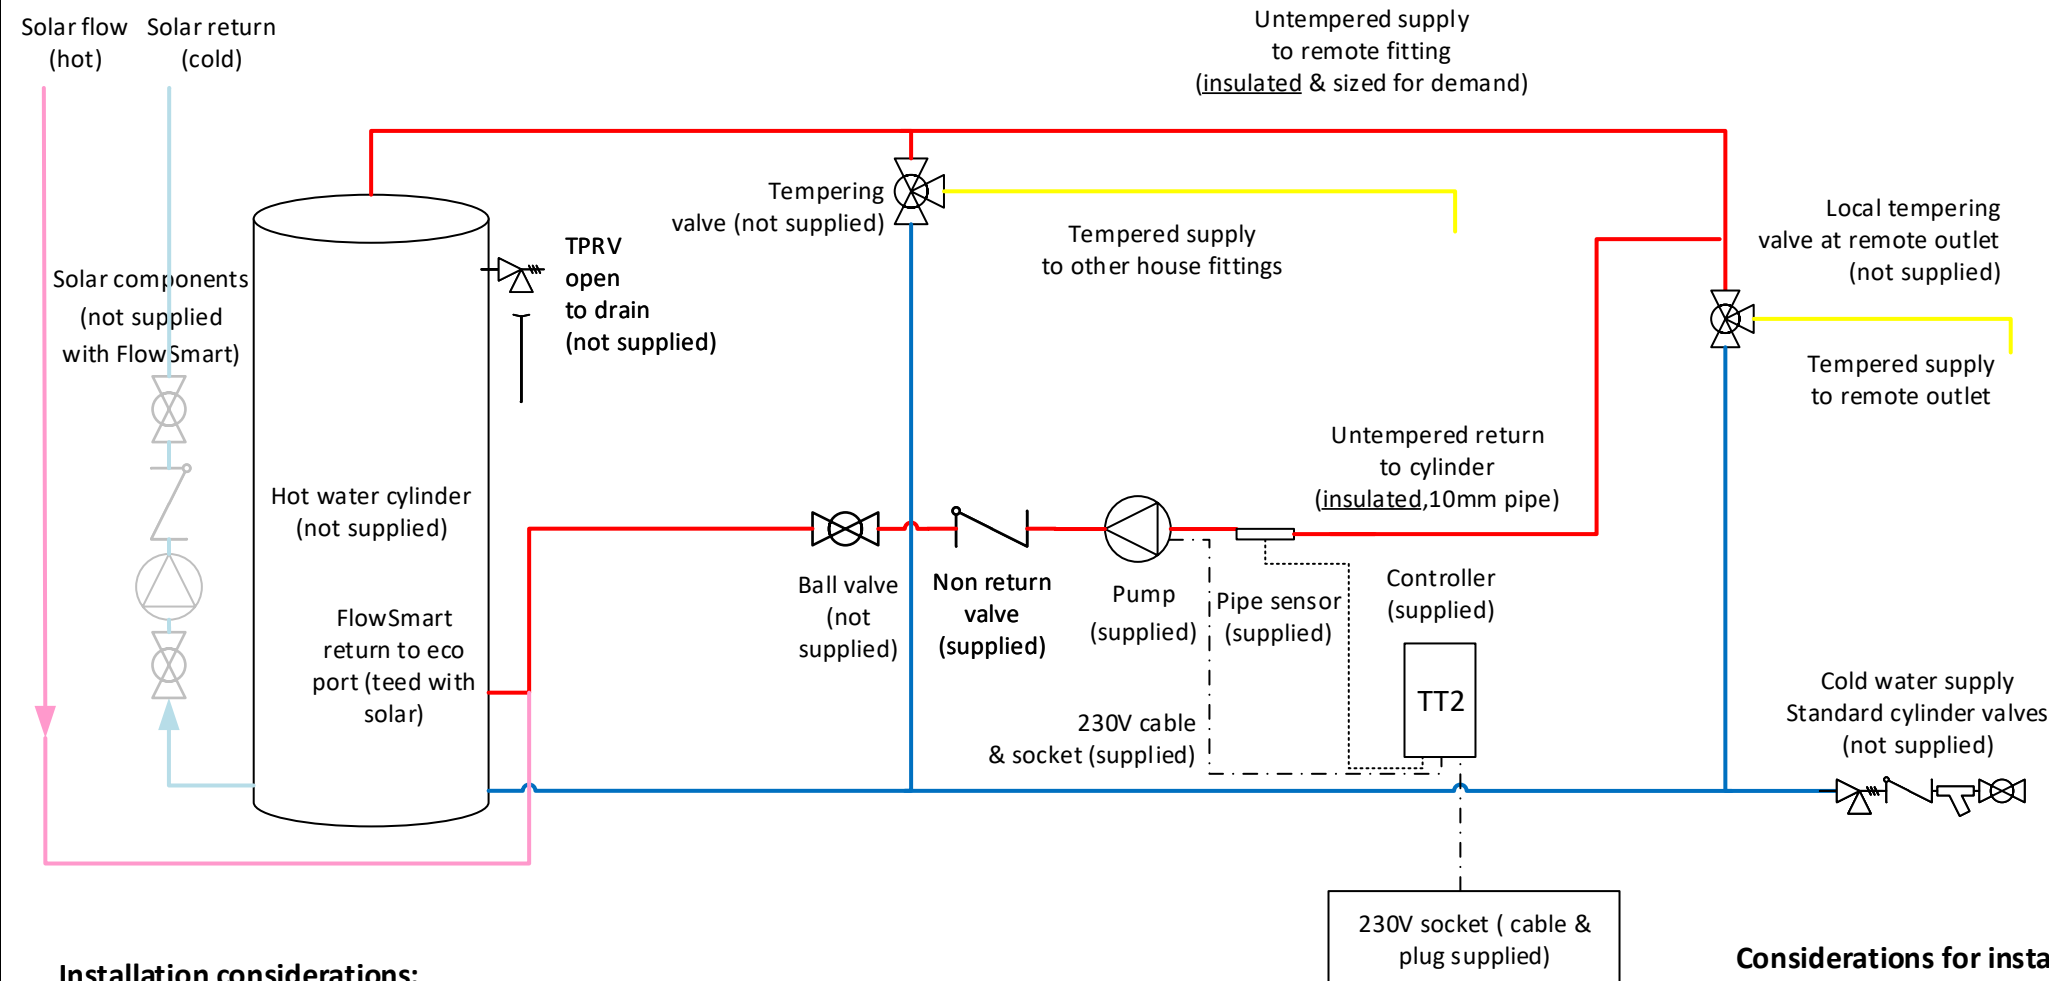 Solar flow
(hot)
Solar return
(cold)
Untempered supply
to remote fitting
(insulated & sized for demand)
Tempering
valve (not supplied)
Tempered supply
to other house fittings
Local tempering
valve at remote outlet
(not supplied)
TPRV
open
to drain
(not supplied)
Solar components
(not supplied
with FlowSmart)
Tempered supply
to remote outlet
Untempered return
to cylinder
(insulated,10mm pipe)
Hot water cylinder
(not supplied)
FlowSmart
return to eco
port (teed with
solar)
Ball valve
(not
supplied)
Non return
valve
(supplied)
Pump
(supplied)
Pipe sensor
(supplied)
Controller
(supplied)
TT2
230V cable
& socket (supplied)
Cold water supply
Standard cylinder valves
(not supplied)
230V socket ( cable &
plug supplied)
Installation considerations:
Considerations for insta